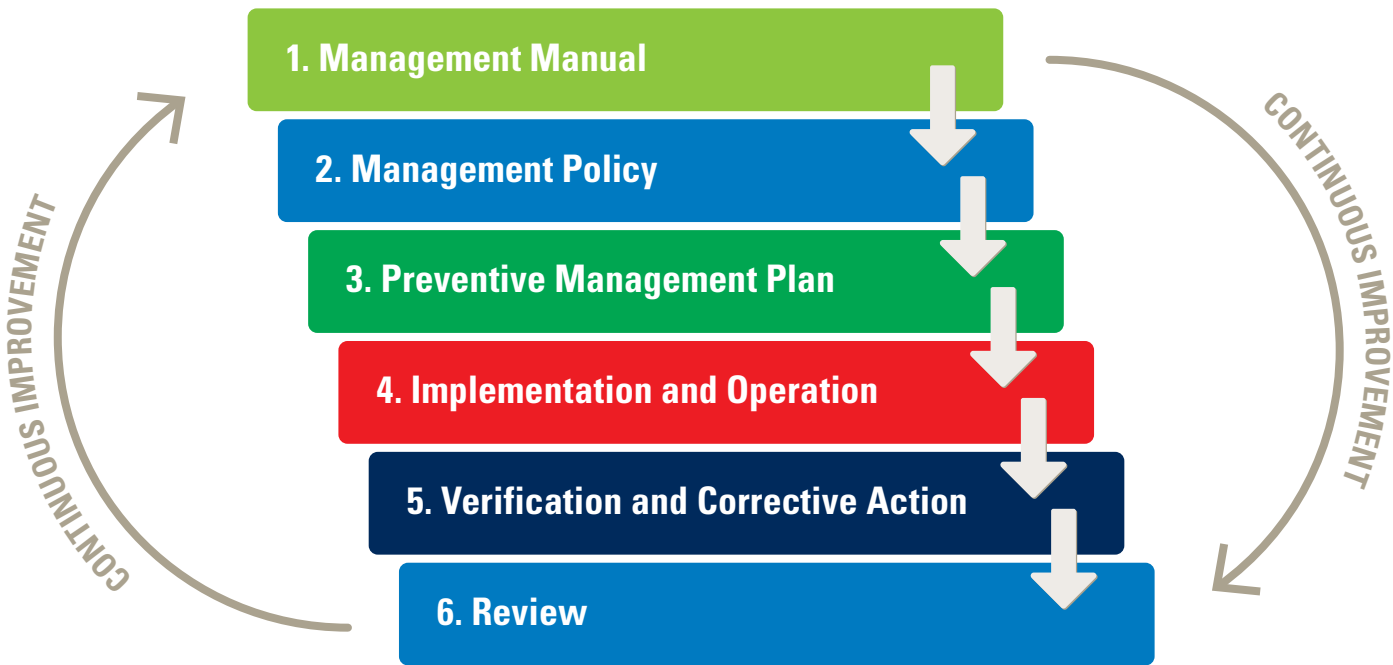 1. Management Manual
2. Management Policy
3. Preventive Management Plan
4. Implementation and Operation
5. Verification and Corrective Action
6. Review
CONTINUOUS IMPROVEMENT
CONTINUOUS IMPROVEMENT